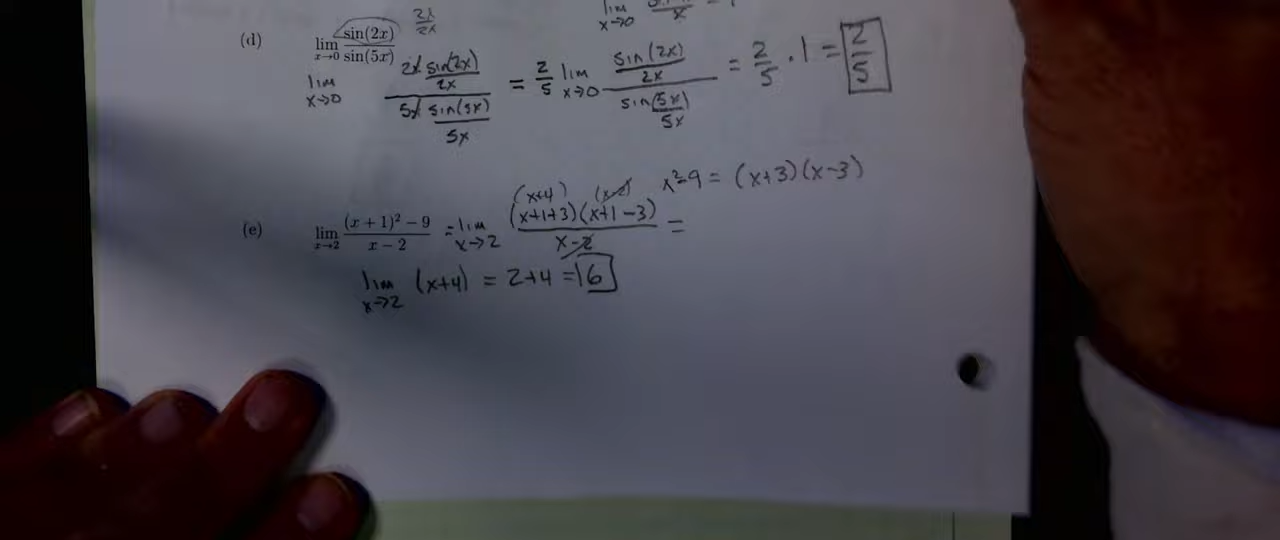 (d) lim x→0 sin(2x)/sin(5x) 2x/2x
lim x→0 = 1
lim x→0 (2x sin(2x)/2x)/(5x sin(5x)/5x) = 2/5 lim x→0 (sin(2x)/2x)/(sin(5x)/5x) = 2/5 · 1 = 2/5
x²-9 = (x+3)(x-3)
(x+4) (x-2)
(e) lim x→2 ((x+1)² − 9)/(x − 2) = lim x→2 (x+1+3)(x+1-3)/(x-2) =
lim x→2 (x+4) = 2+4 = 6